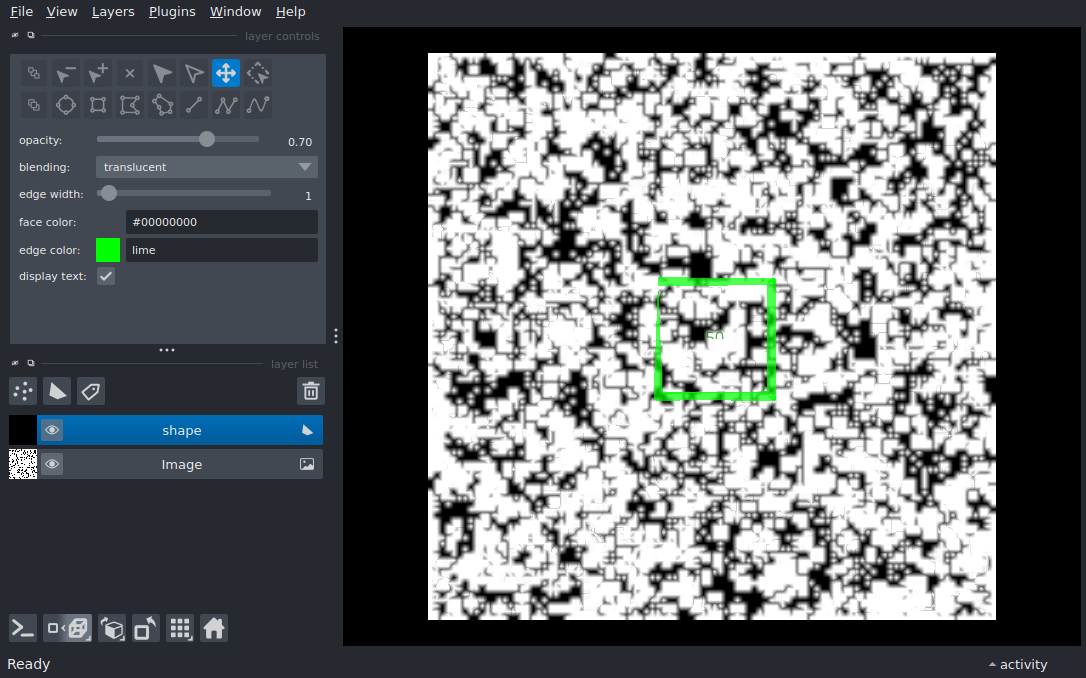 File View Layers Plugins Window Help
layer controls
opacity: 0.70
blending: translucent
edge width: 1
face color: #00000000
edge color: lime
display text:
layer list
shape
Image
50
Ready
activity